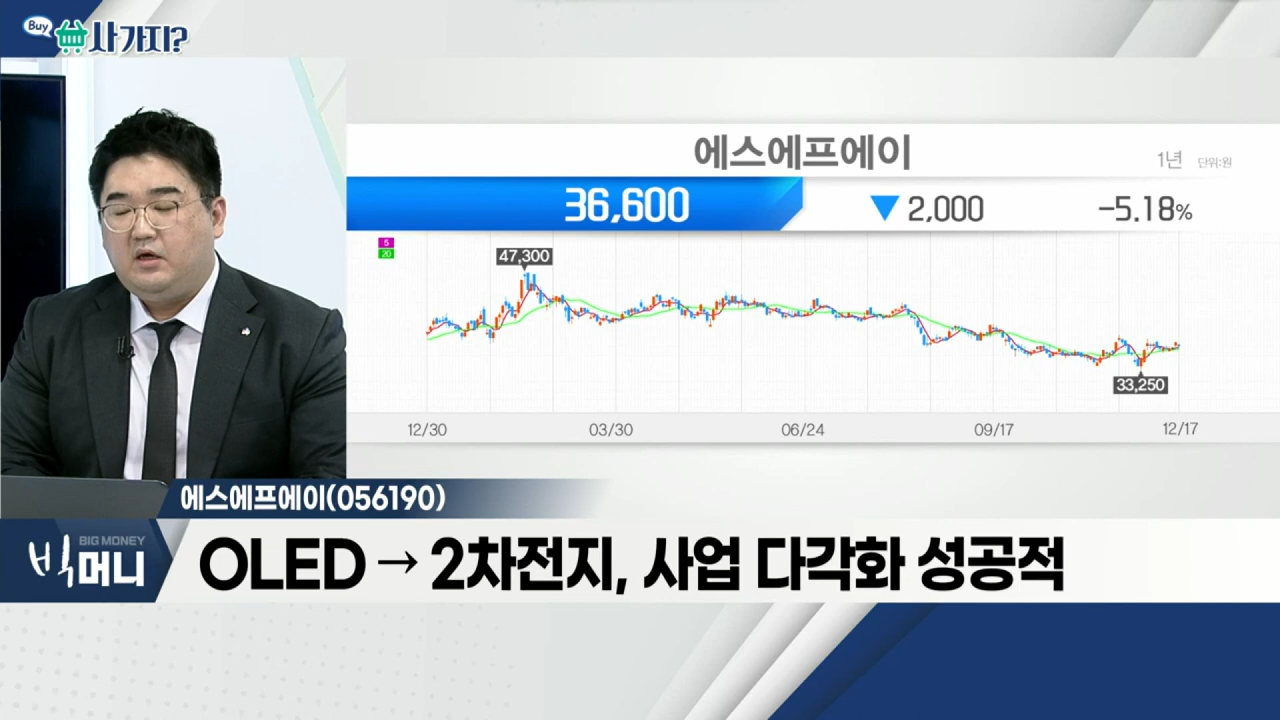 Buy
사가지?
에스에프에이
1년 단위:원
36,600 ▼ 2,000 -5.18%
5
20
47,300
33,250
12/30 03/30 06/24 09/17 12/17
에스에프에이(056190)
BIG MONEY
빅머니
OLED → 2차전지, 사업 다각화 성공적